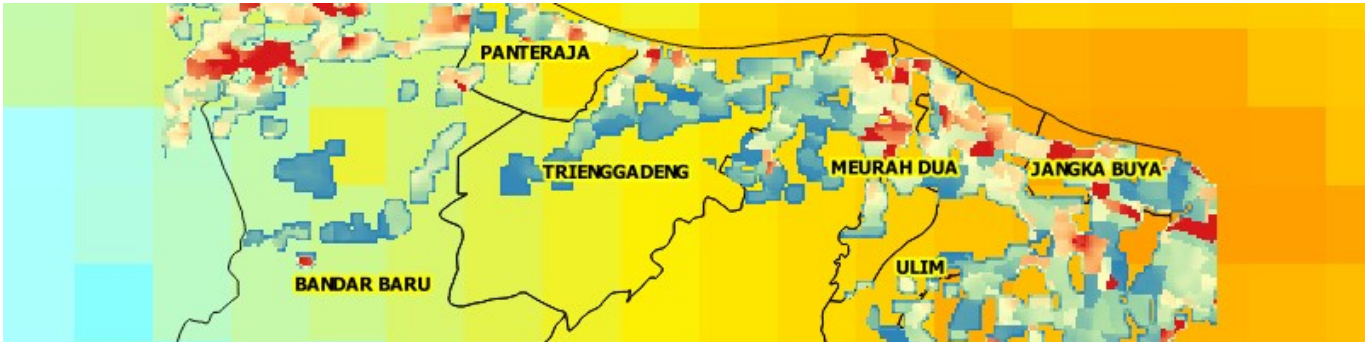 PANTERAJA
TRIENGGADENG
MEURAH DUA
JANGKA BUYA
ULIM
BANDAR BARU